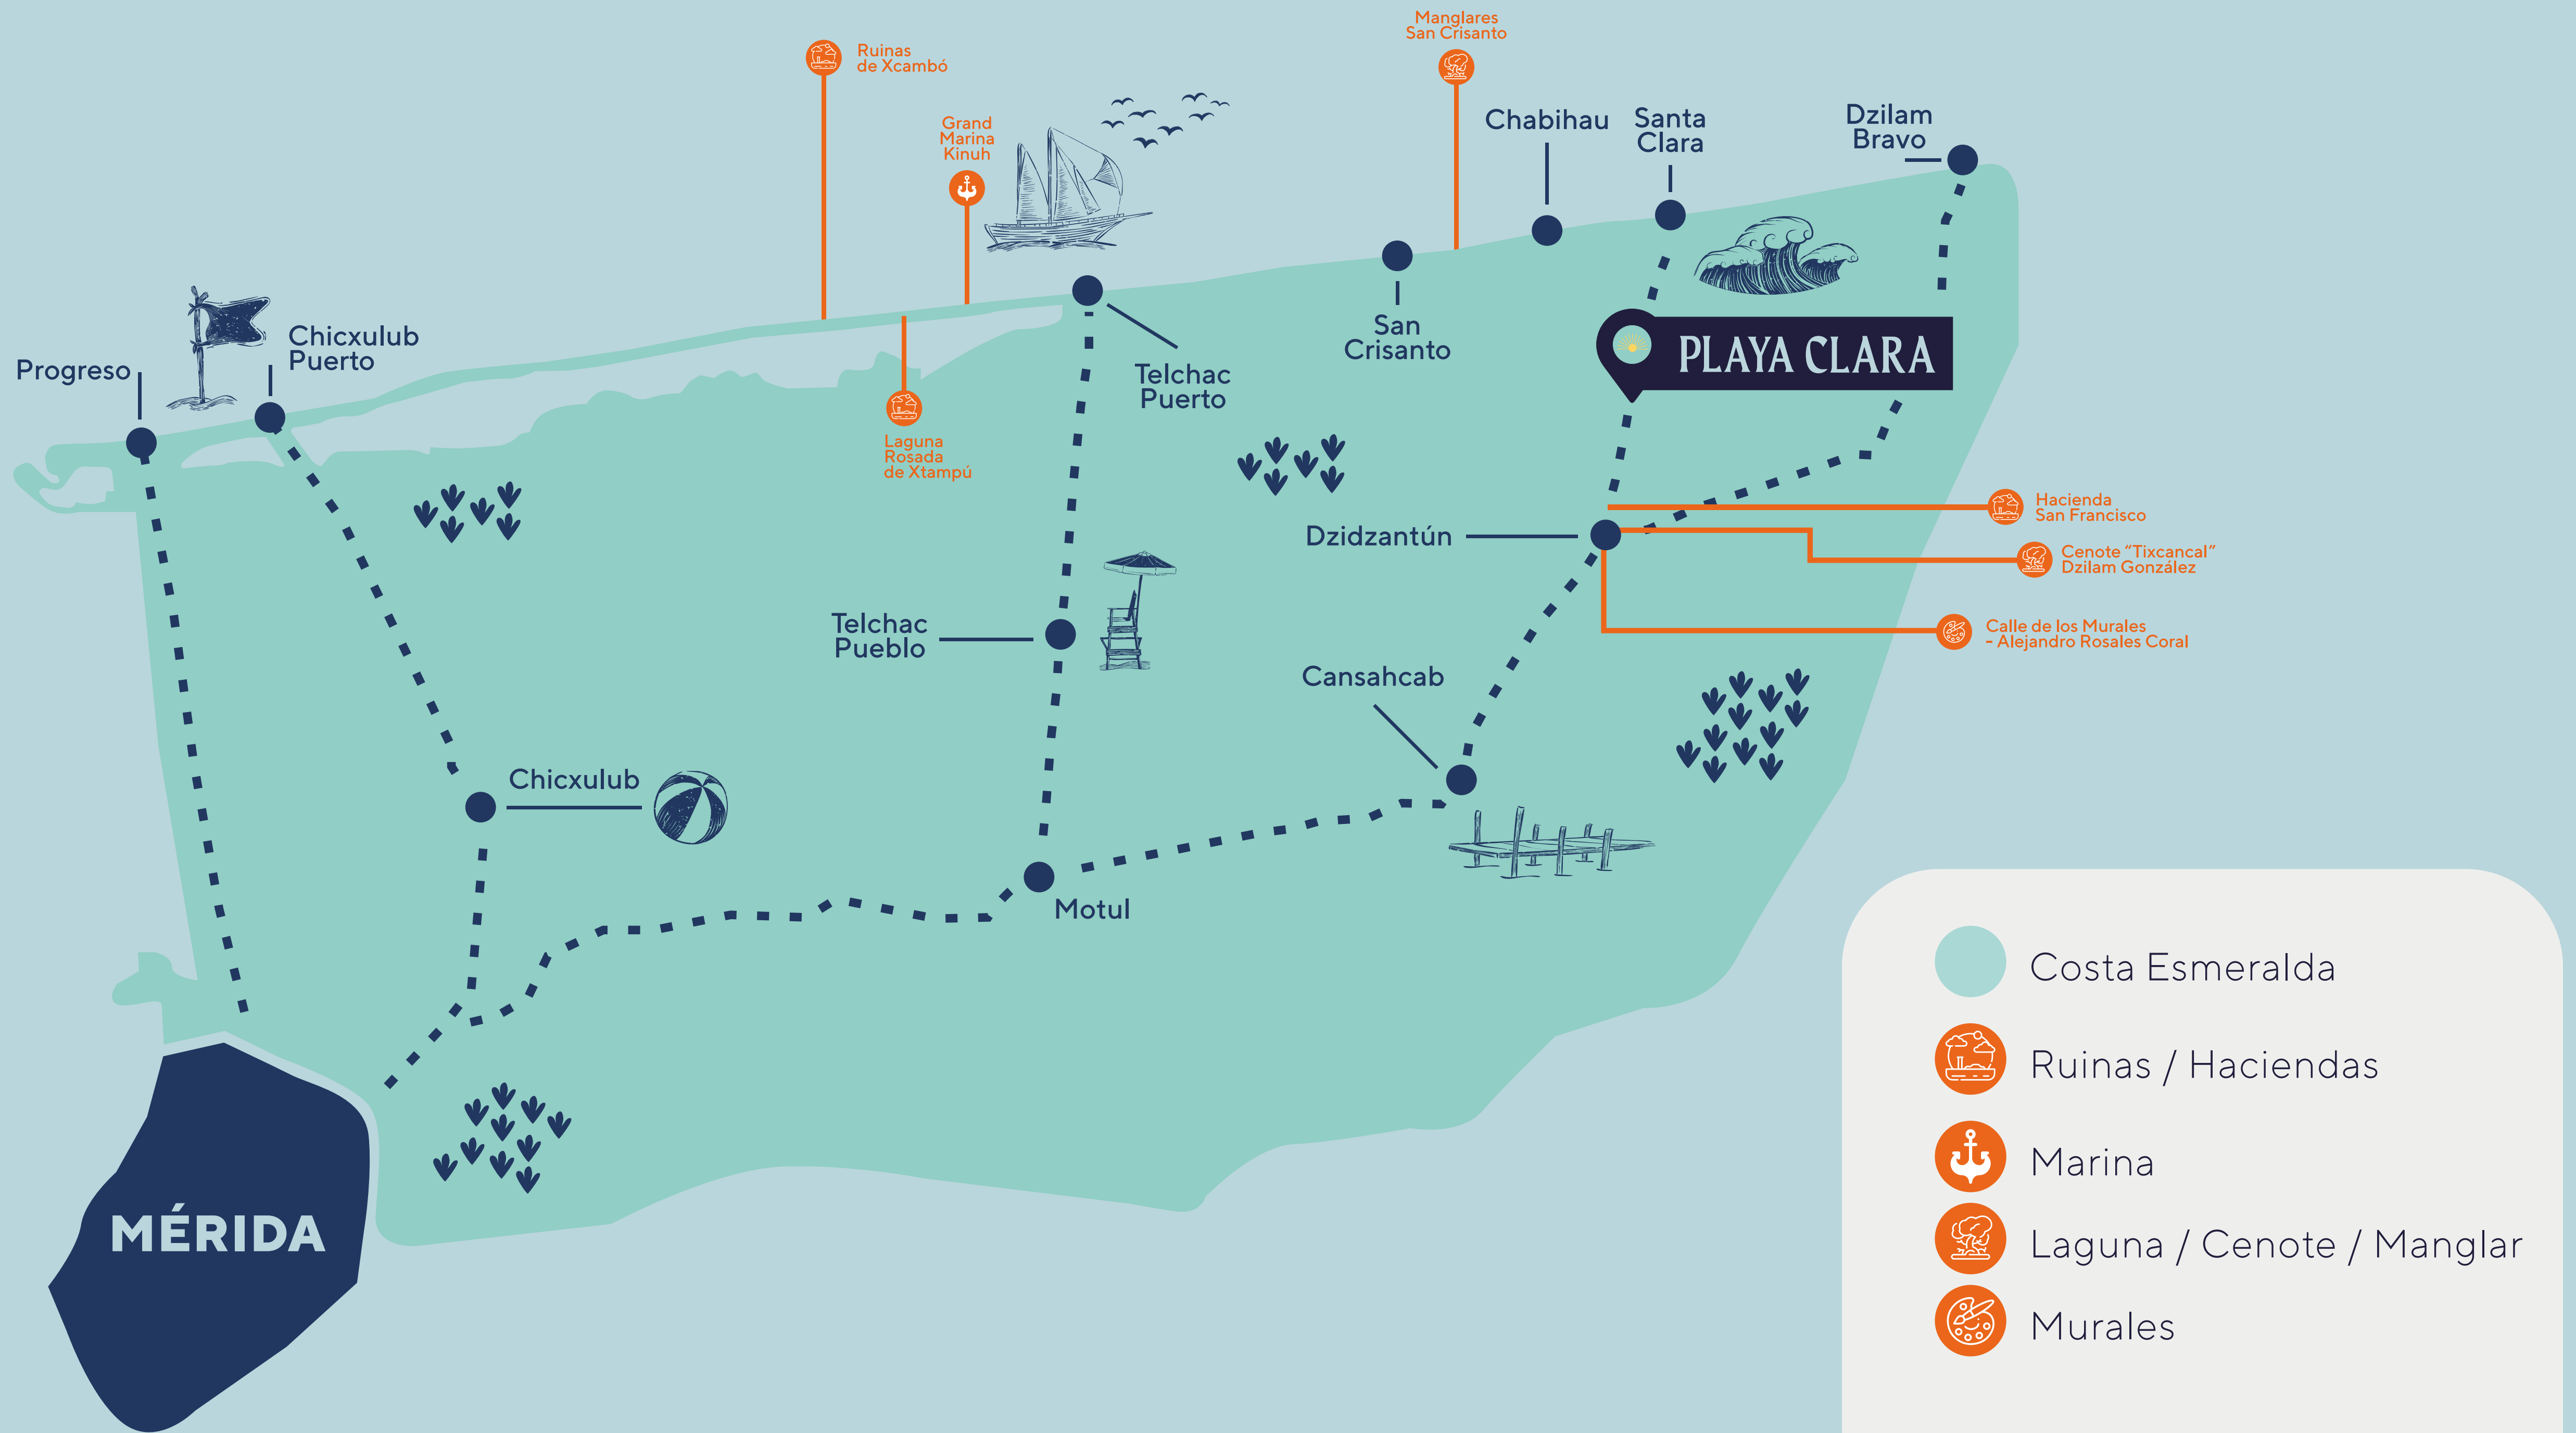 Ruinas
de Xcambó
Grand
Marina
Kinuh
Manglares
San Crisanto
Chabihau
Santa
Clara
Dzilam
Bravo
Progreso
Chicxulub
Puerto
San
Crisanto
Telchac
Puerto
PLAYA CLARA
Laguna
Rosada
de Xtampú
Dzidzantún
Hacienda
San Francisco
Cenote “Tixcancal”
Dzilam González
Calle de los Murales
- Alejandro Rosales Coral
Telchac
Pueblo
Cansahcab
Chicxulub
Motul
MÉRIDA
Costa Esmeralda
Ruinas / Haciendas
Marina
Laguna / Cenote / Manglar
Murales